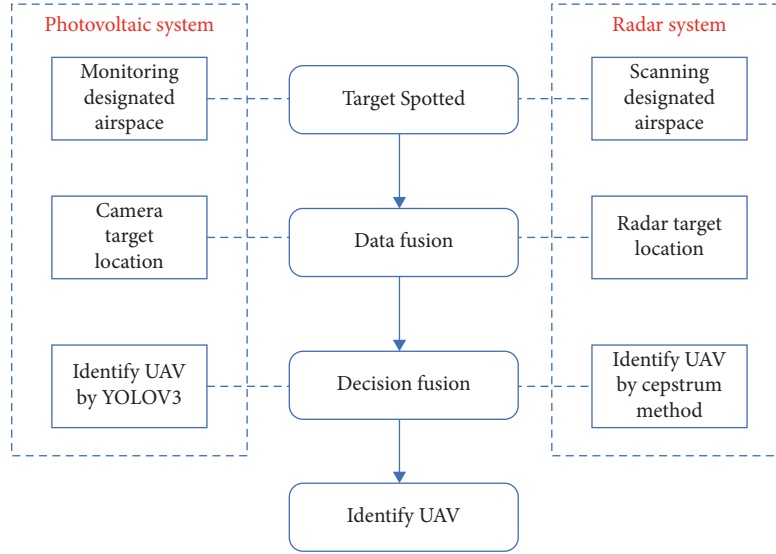 Photovoltaic system
Radar system
Monitoring
designated
airspace
Target Spotted
Scanning
designated
airspace
Camera
target
location
Data fusion
Radar target
location
Identify UAV
by YOLOV3
Decision fusion
Identify UAV
by cepstrum
method
Identify UAV